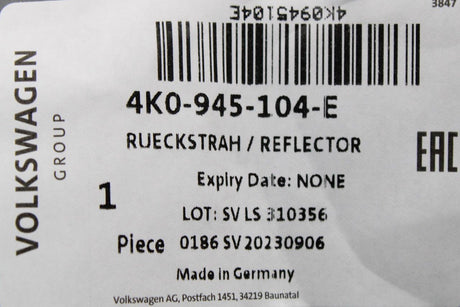 3847
4K0945104E
4K0-945-104-E
RUECKSTRAH / REFLECTOR
VOLKSWAGEN
GROUP
EAC
Expiry Date: NONE
1
LOT: SV LS 310356
Piece 0186 SV 20230906
Made in Germany
Volkswagen AG, Postfach 1451, 34219 Baunatal